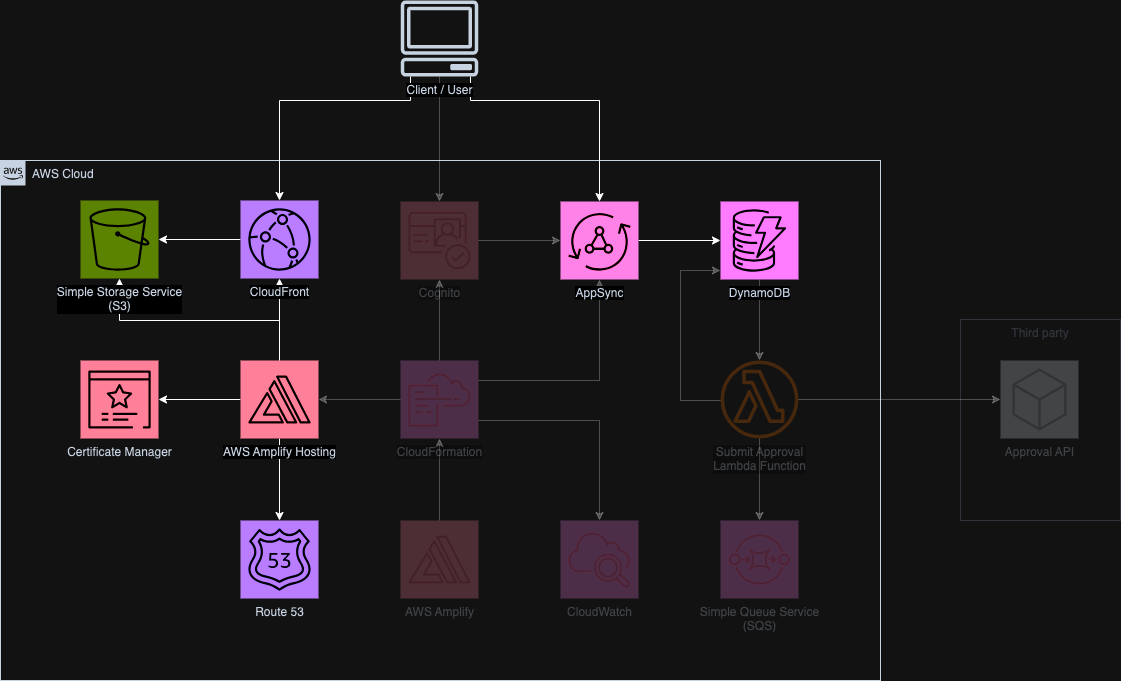 Client / User
aws
AWS Cloud
Simple Storage Service
(S3)
CloudFront
Cognito
AppSync
DynamoDB
Third party
Certificate Manager
AWS Amplify Hosting
CloudFormation
Submit Approval
Lambda Function
Approval API
53
Route 53
AWS Amplify
CloudWatch
Simple Queue Service
(SQS)